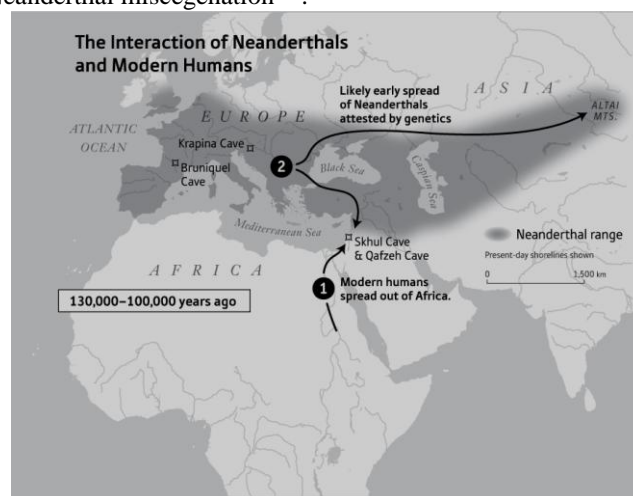 The Interaction of Neanderthals
and Modern Humans
Likely early spread
of Neanderthals
attested by genetics
ASIA
ALTAI
MTS.
EUROPE
ATLANTIC
OCEAN
Krapina Cave
2
Bruniquel
Cave
Black Sea
Caspian Sea
Mediterranean Sea
Skhul Cave
& Qafzeh Cave
Neanderthal range
Present-day shorelines shown
0 1,500 km
AFRICA
1
Modern humans
spread out of Africa.
130,000–100,000 years ago